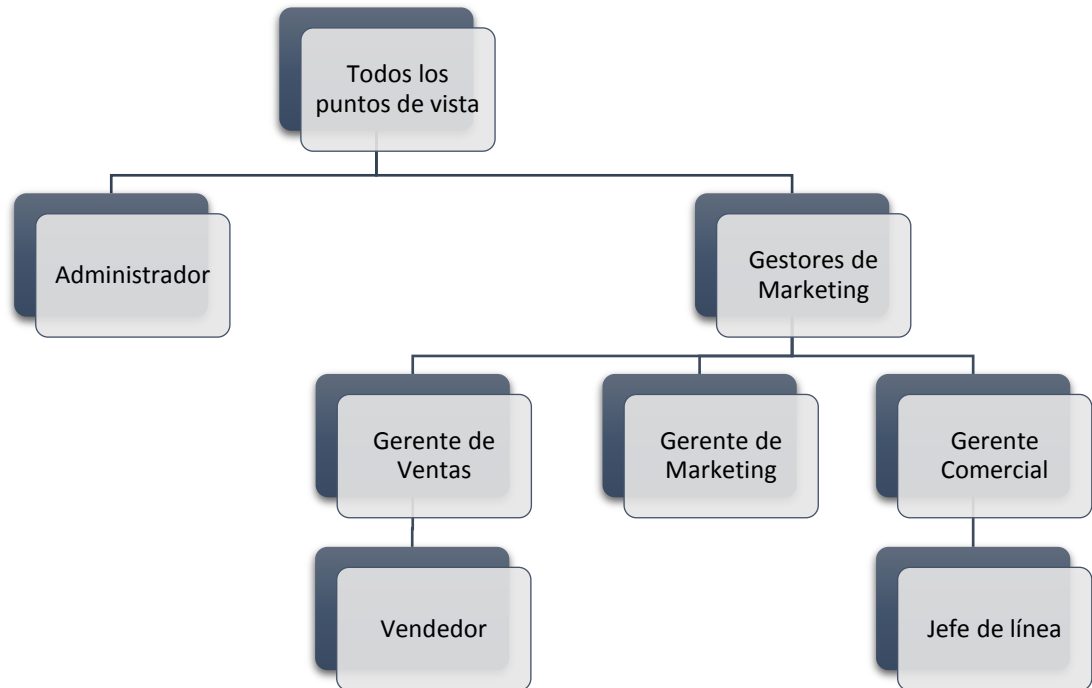 Todos los
puntos de vista
Administrador
Gestores de
Marketing
Gerente de
Ventas
Gerente de
Marketing
Gerente
Comercial
Vendedor
Jefe de línea